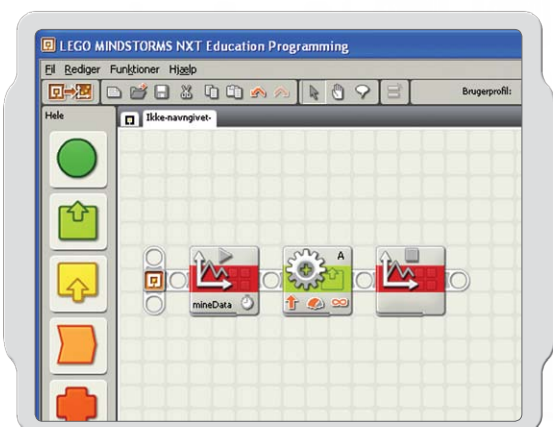 LEGO MINDSTORMS NXT Education Programming
Fil Rediger Funktioner Hjælp
Brugerprofil:
Hele
Ikke-navngivet-
A
mineData